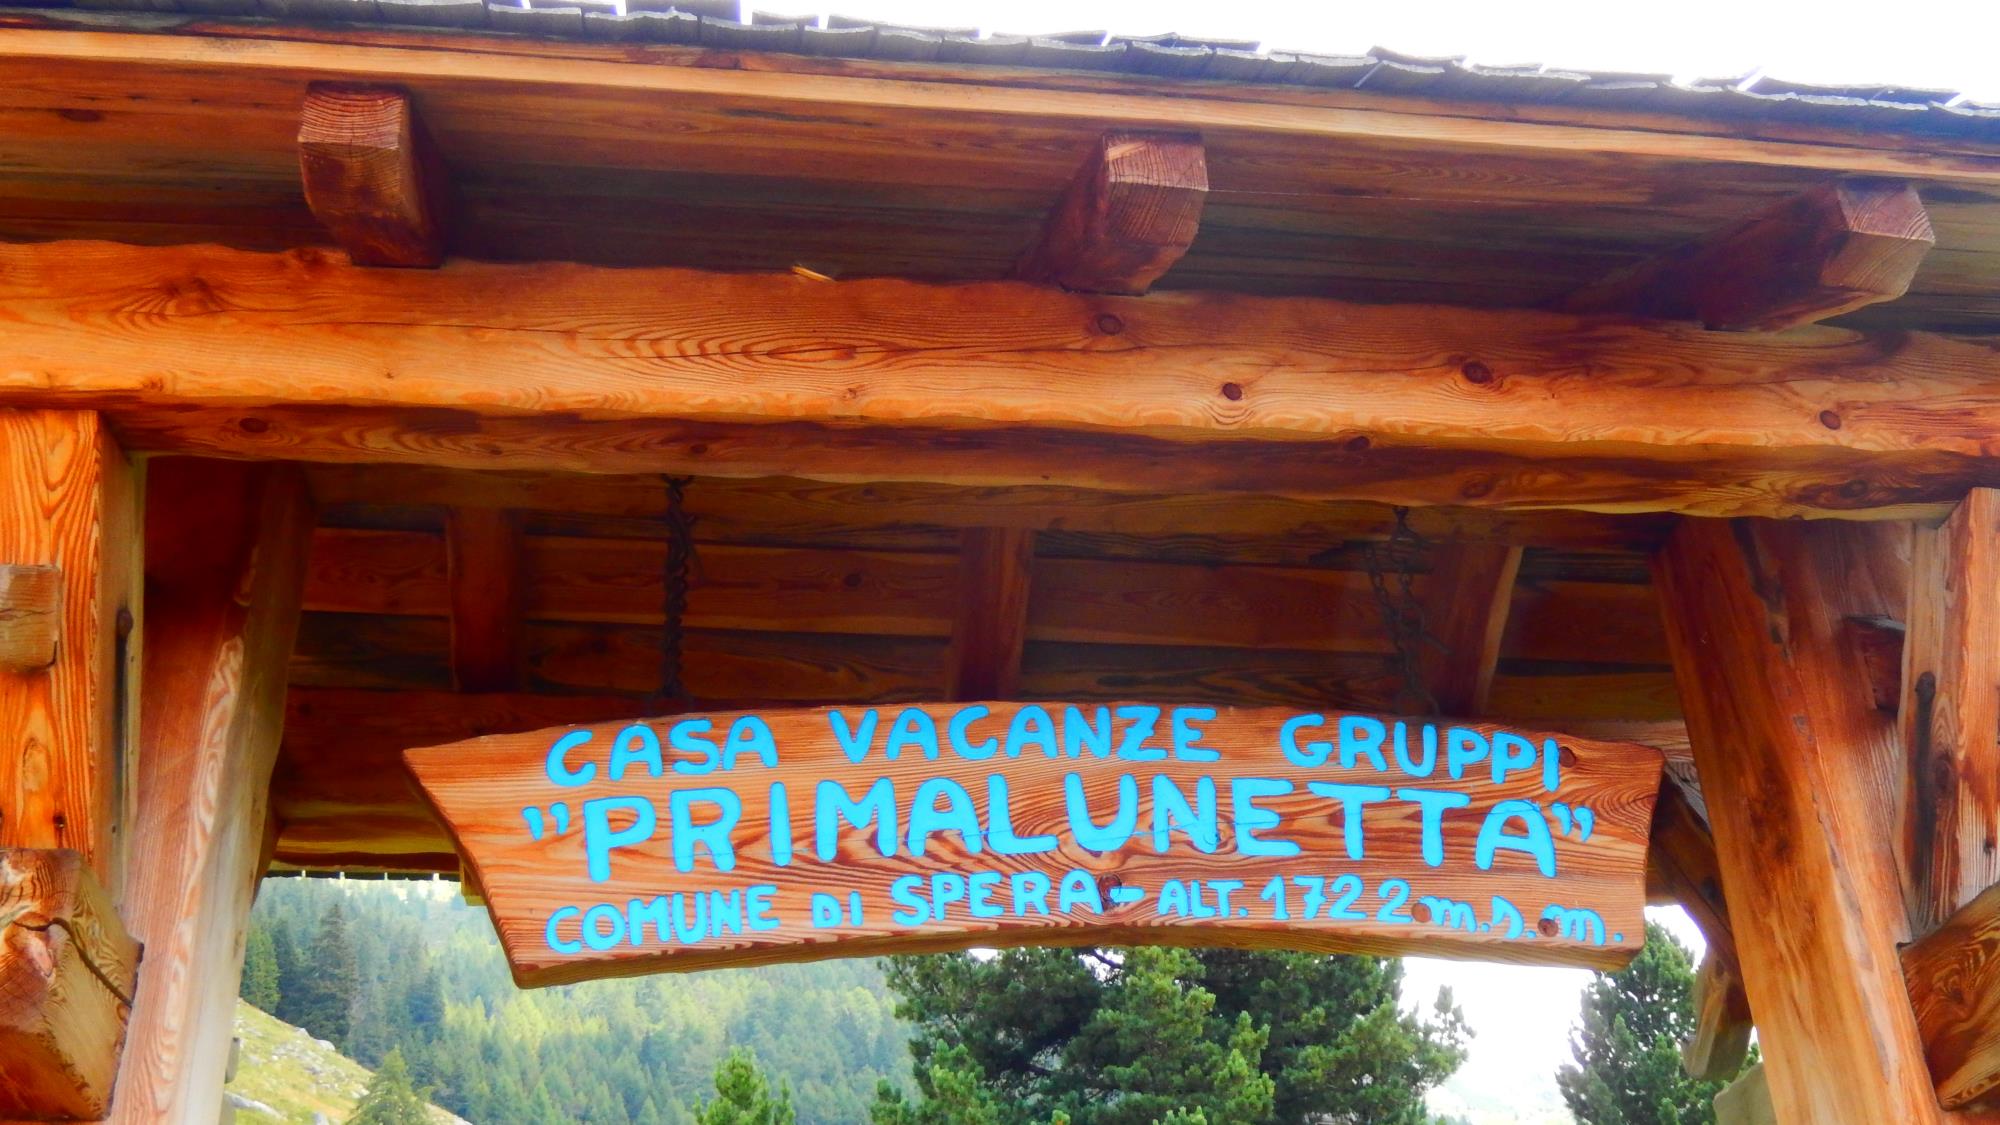 CASA VACANZE GRUPPI
"PRIMALUNETTA"
COMUNE DI SPERA - ALT. 1722 m.s.m.